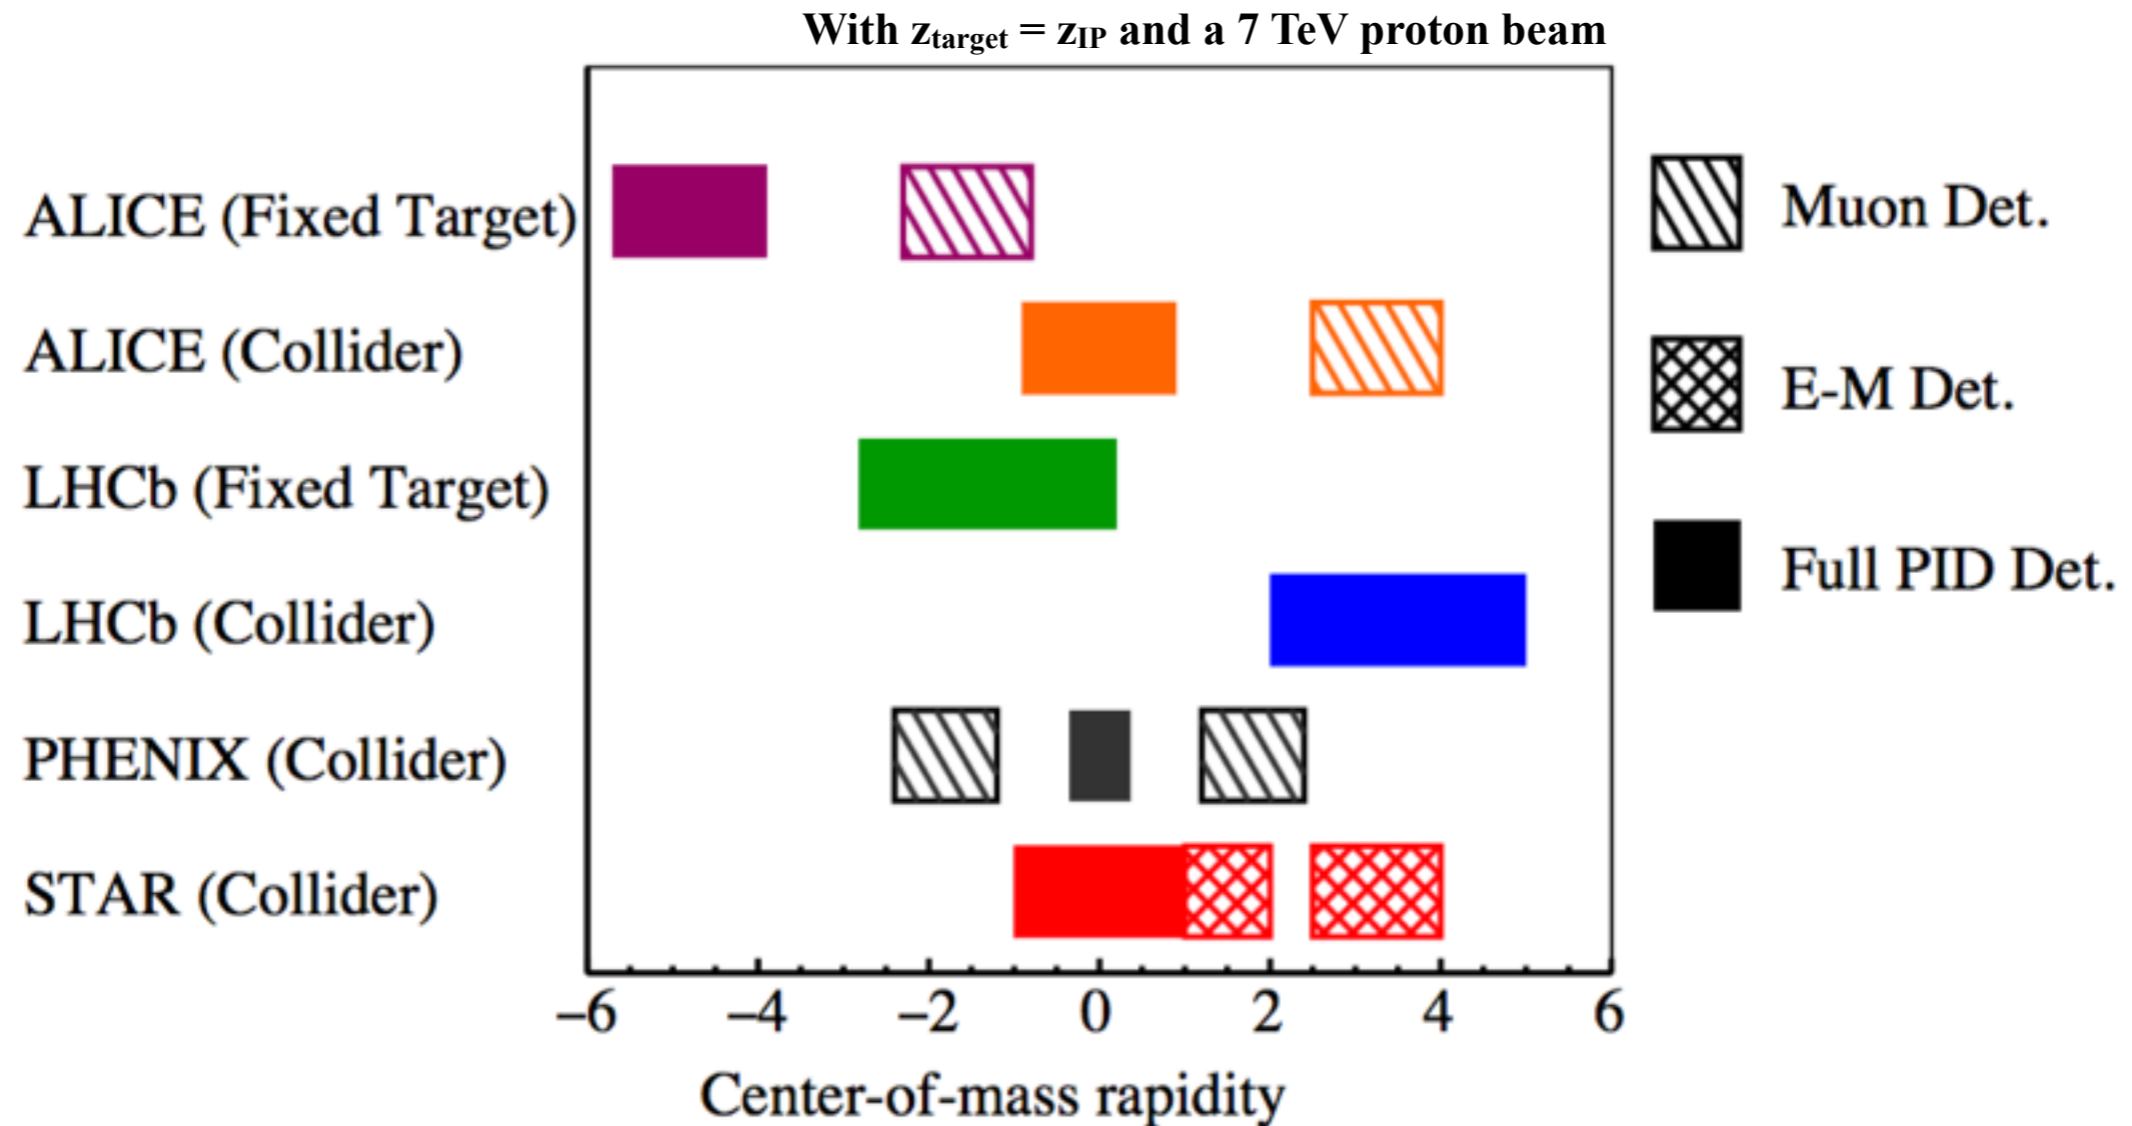 With ztarget = zIP and a 7 TeV proton beam
ALICE (Fixed Target)
ALICE (Collider)
LHCb (Fixed Target)
LHCb (Collider)
PHENIX (Collider)
STAR (Collider)
Muon Det.
E-M Det.
Full PID Det.
−6 −4 −2 0 2 4 6
Center-of-mass rapidity